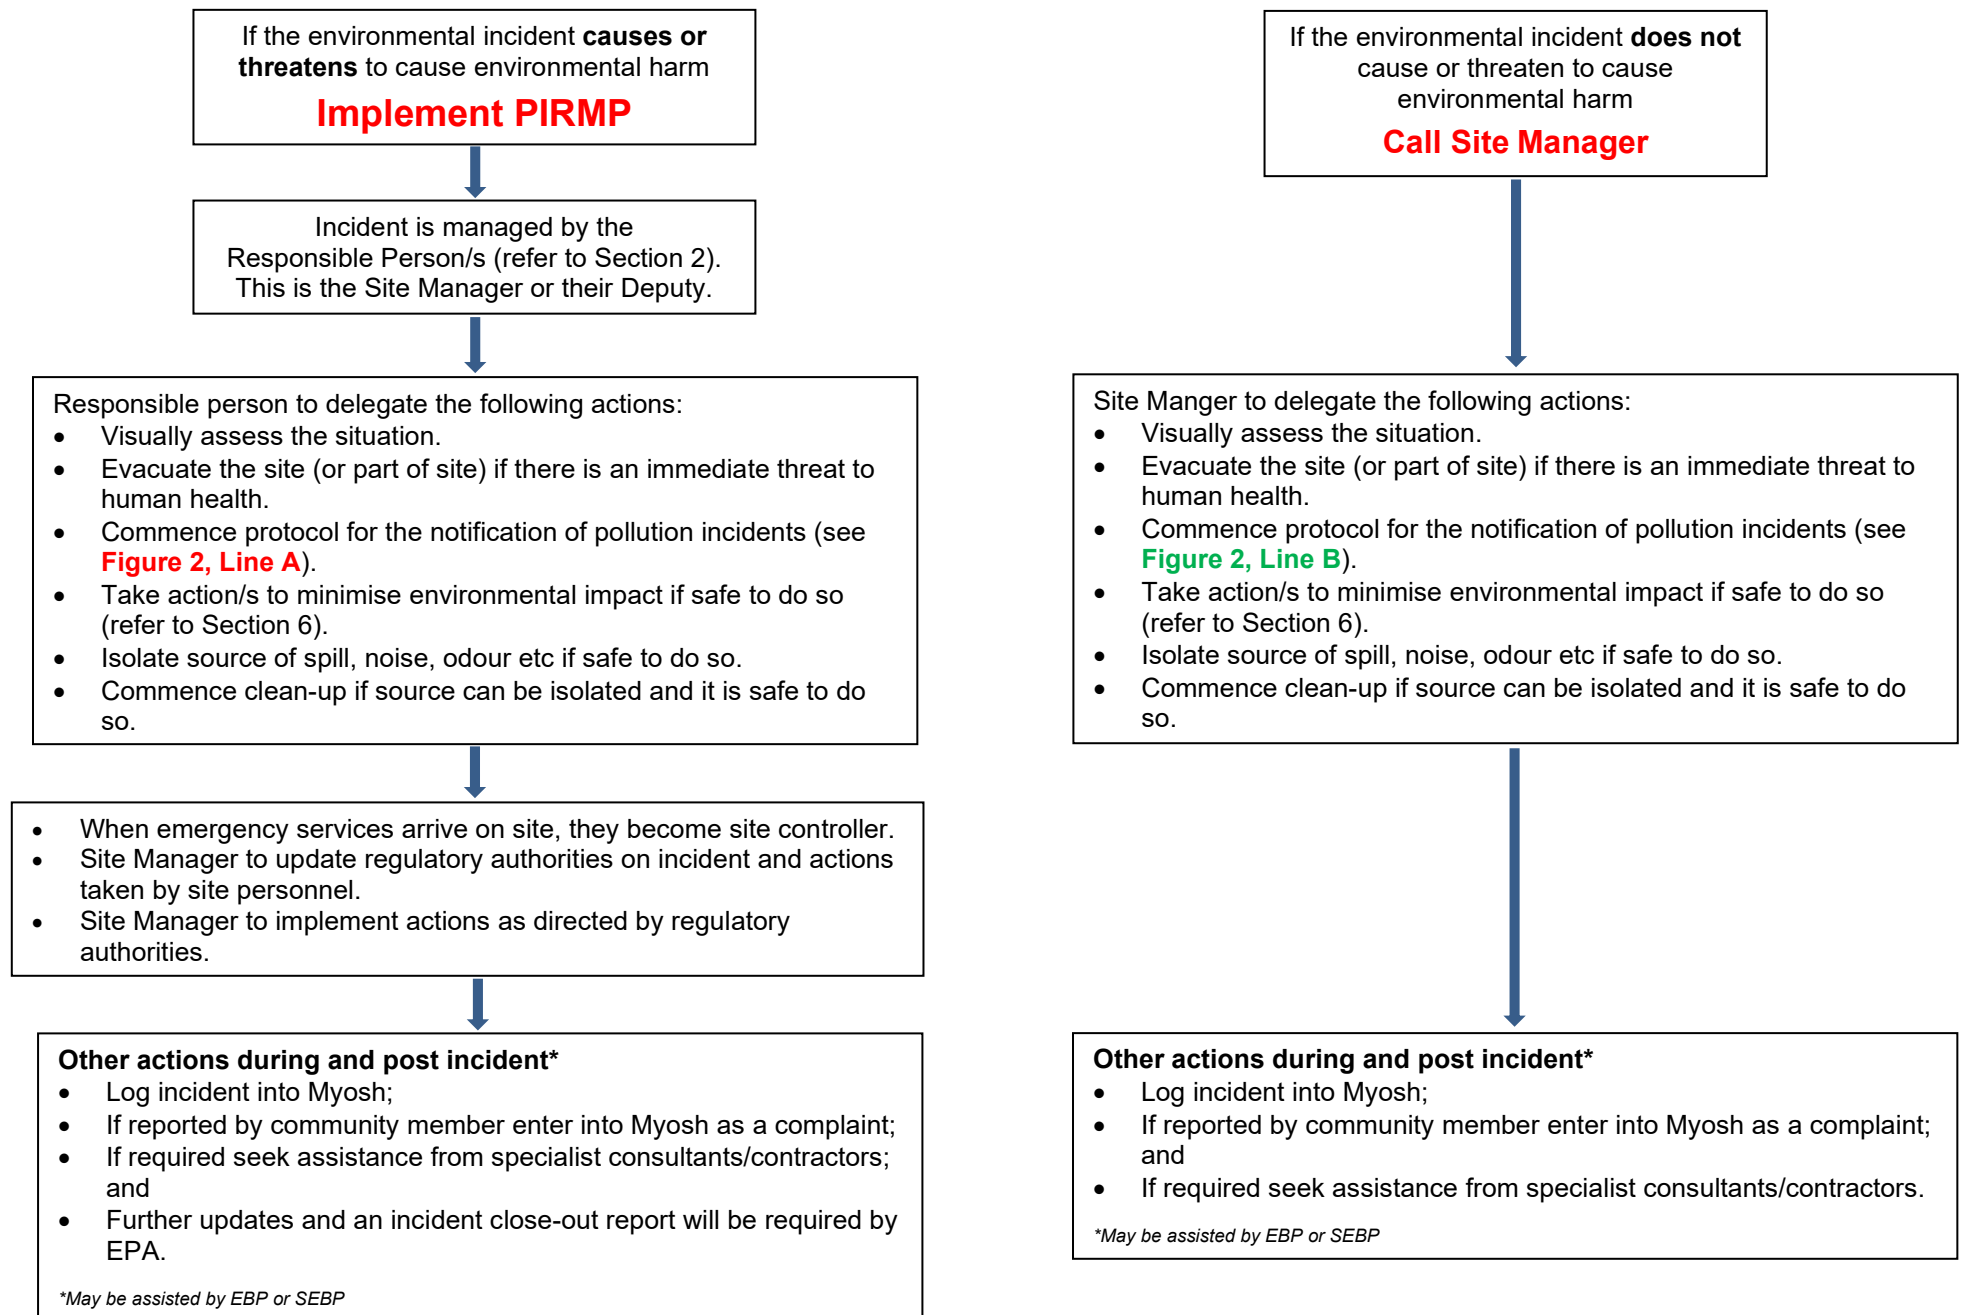 If the environmental incident causes or
threatens to cause environmental harm
Implement PIRMP
Incident is managed by the
Responsible Person/s (refer to Section 2).
This is the Site Manager or their Deputy.
Responsible person to delegate the following actions:
• Visually assess the situation.
• Evacuate the site (or part of site) if there is an immediate threat to
human health.
• Commence protocol for the notification of pollution incidents (see
Figure 2, Line A).
• Take action/s to minimise environmental impact if safe to do so
(refer to Section 6).
• Isolate source of spill, noise, odour etc if safe to do so.
• Commence clean-up if source can be isolated and it is safe to do
so.
• When emergency services arrive on site, they become site controller.
• Site Manager to update regulatory authorities on incident and actions
taken by site personnel.
• Site Manager to implement actions as directed by regulatory
authorities.
Other actions during and post incident*
• Log incident into Myosh;
• If reported by community member enter into Myosh as a complaint;
• If required seek assistance from specialist consultants/contractors;
and
• Further updates and an incident close-out report will be required by
EPA.
*May be assisted by EBP or SEBP
If the environmental incident does not
cause or threaten to cause
environmental harm
Call Site Manager
Site Manger to delegate the following actions:
• Visually assess the situation.
• Evacuate the site (or part of site) if there is an immediate threat to
human health.
• Commence protocol for the notification of pollution incidents (see
Figure 2, Line B).
• Take action/s to minimise environmental impact if safe to do so
(refer to Section 6).
• Isolate source of spill, noise, odour etc if safe to do so.
• Commence clean-up if source can be isolated and it is safe to do
so.
Other actions during and post incident*
• Log incident into Myosh;
• If reported by community member enter into Myosh as a complaint;
and
• If required seek assistance from specialist consultants/contractors.
*May be assisted by EBP or SEBP